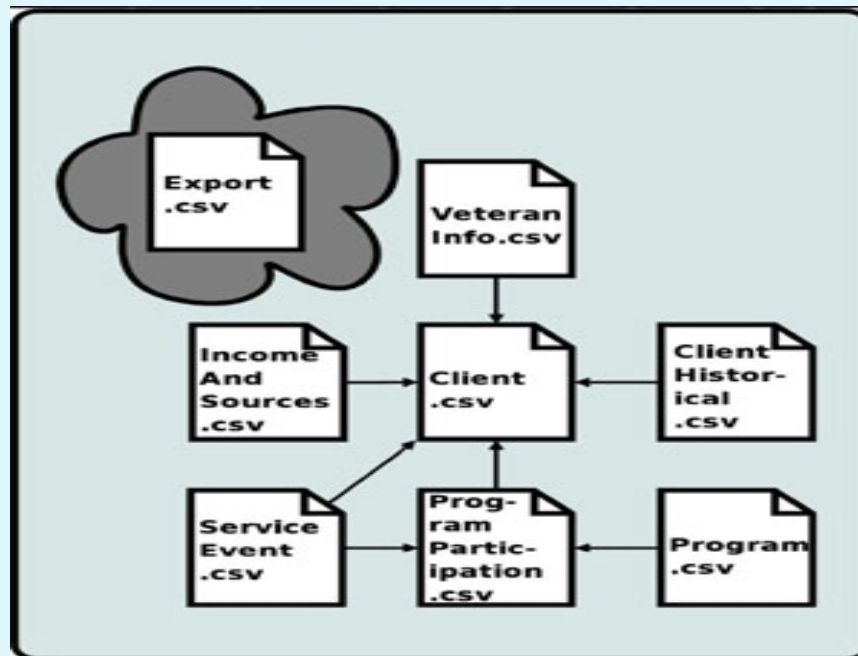 Export
.csv
Veteran
Info.csv
Income
And
Sources
.csv
Client
.csv
Client
Histor-
ical
.csv
Service
Event
.csv
Prog-
ram
Partic-
ipation
.csv
Program
.csv